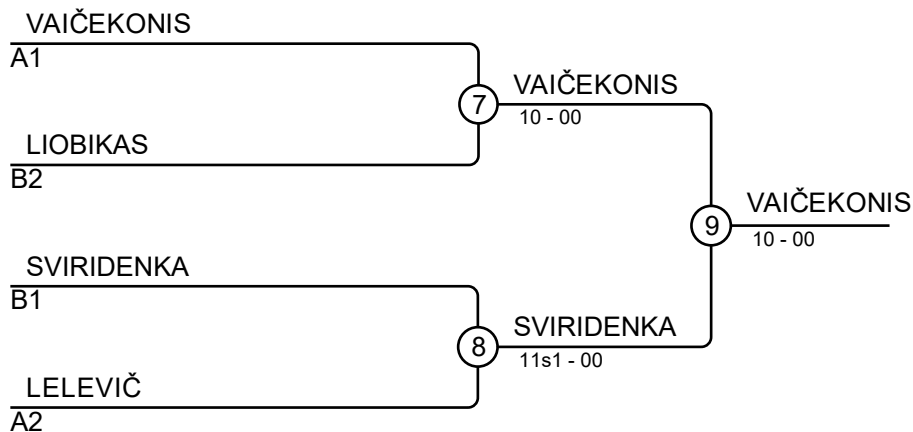 VAIČEKONIS
A1
7
VAIČEKONIS
10 - 00
LIOBIKAS
B2
9
VAIČEKONIS
10 - 00
SVIRIDENKA
B1
8
SVIRIDENKA
11s1 - 00
LELEVIČ
A2